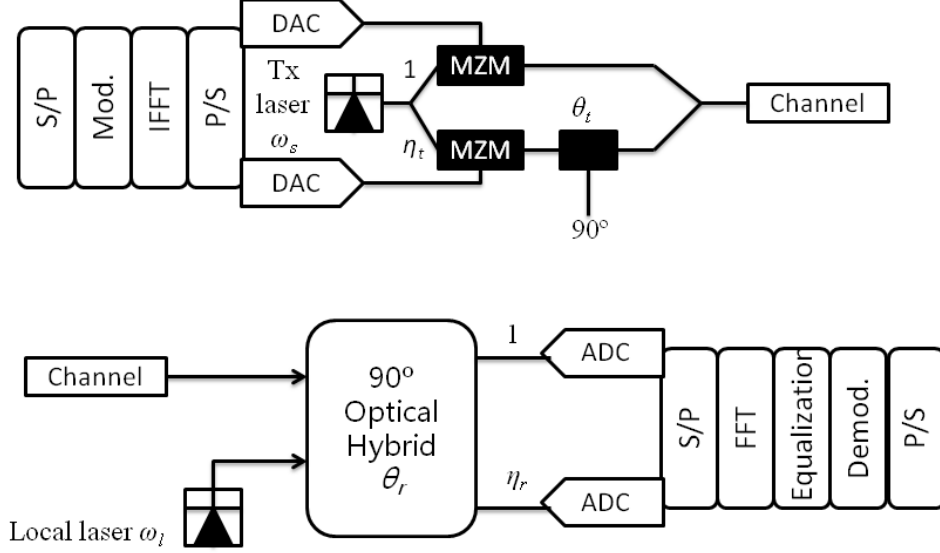 S/P
Mod.
IFFT
P/S
DAC
Tx
laser
ω_s
DAC
1
η_t
MZM
MZM
θ_t
90°
Channel
Channel
Local laser ω_l
90º
Optical
Hybrid
θ_r
1
η_r
ADC
ADC
S/P
FFT
Equalization
Demod.
P/S